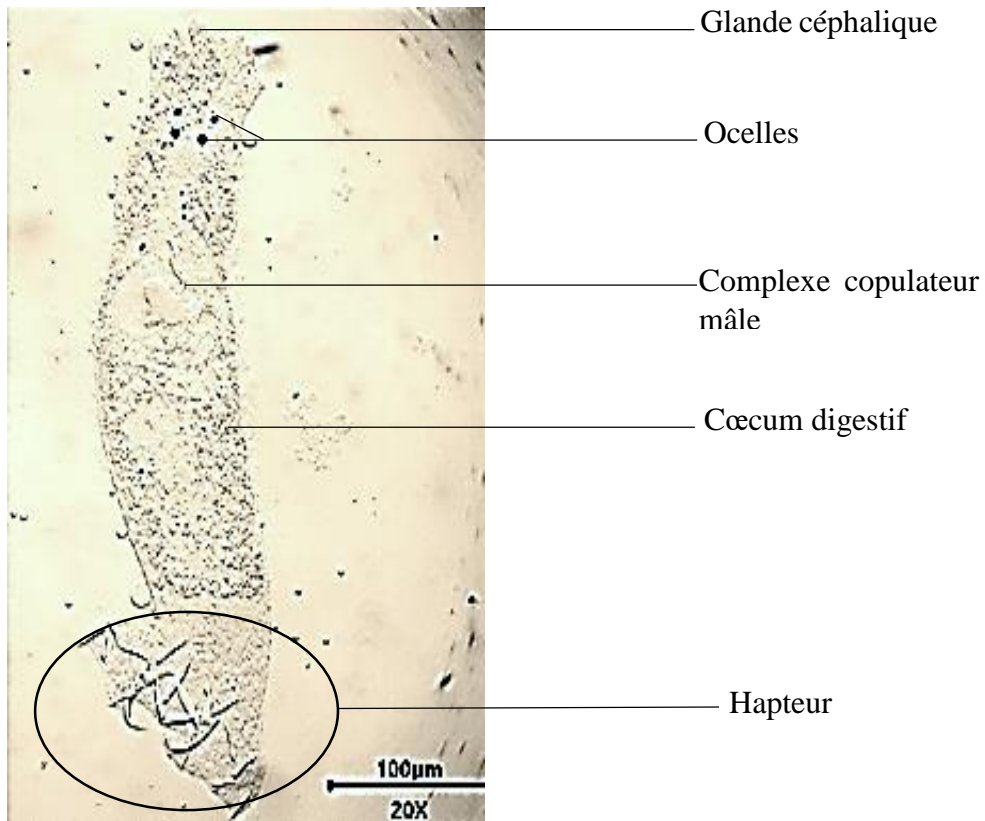 Glande céphalique
Ocelles
Complexe copulateur
mâle
Cœcum digestif
Hapteur
100µm
20X